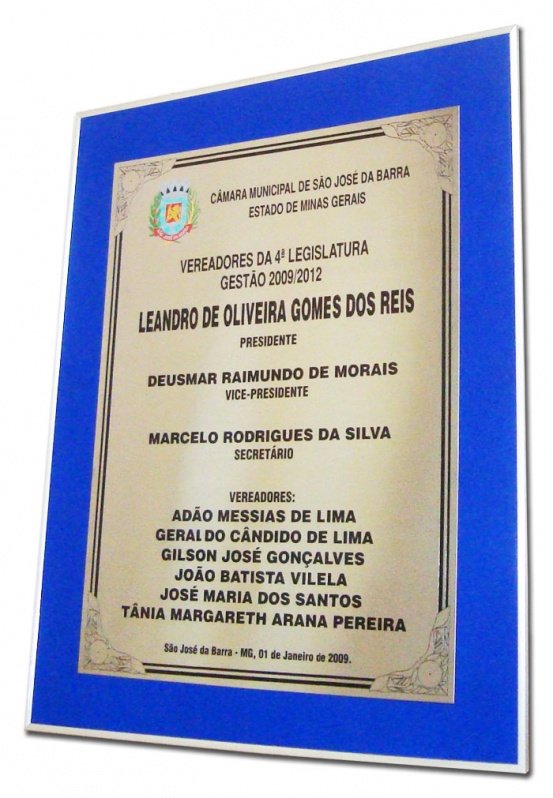 CÂMARA MUNICIPAL DE SÃO JOSÉ DA BARRA
ESTADO DE MINAS GERAIS
VEREADORES DA 4ª LEGISLATURA
GESTÃO 2009/2012
LEANDRO DE OLIVEIRA GOMES DOS REIS
PRESIDENTE
DEUSMAR RAIMUNDO DE MORAIS
VICE-PRESIDENTE
MARCELO RODRIGUES DA SILVA
SECRETÁRIO
VEREADORES:
ADÃO MESSIAS DE LIMA
GERALDO CÂNDIDO DE LIMA
GILSON JOSÉ GONÇALVES
JOÃO BATISTA VILELA
JOSÉ MARIA DOS SANTOS
TÂNIA MARGARETH ARANA PEREIRA
São José da Barra - MG, 01 de Janeiro de 2009.